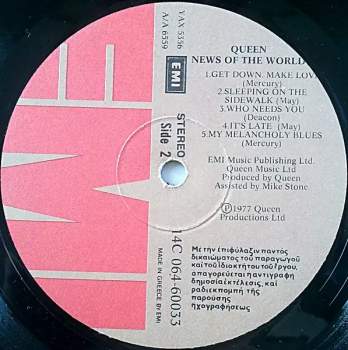 QUEEN
NEWS OF THE WORLD
1.GET DOWN. MAKE LOVE
(Mercury)
2.SLEEPING ON THE
SIDEWALK (May)
3.WHO NEEDS YOU
(Deacon)
4.IT'S LATE (May)
5.MY MELANCHOLY BLUES
(Mercury)
EMI Music Publishing Ltd.
Queen Music Ltd
Produced by Queen
Assisted by Mike Stone
Ⓟ1977 Queen
Productions Ltd
Με την επιφύλαξιν παντός
δικαιώματος του παραγωγού
και του ιδιοκτήτου του έργου,
απαγορεύεται η αντιγραφή
δημοσία εκτέλεσις, και
ραδιεκπομπή της
παρούσης
ηχογραφήσεως
YAX 5356
A/A 6559
EMI
STEREO
Side 2
14C 064-60033
MADE IN GREECE BY EMI
EMI